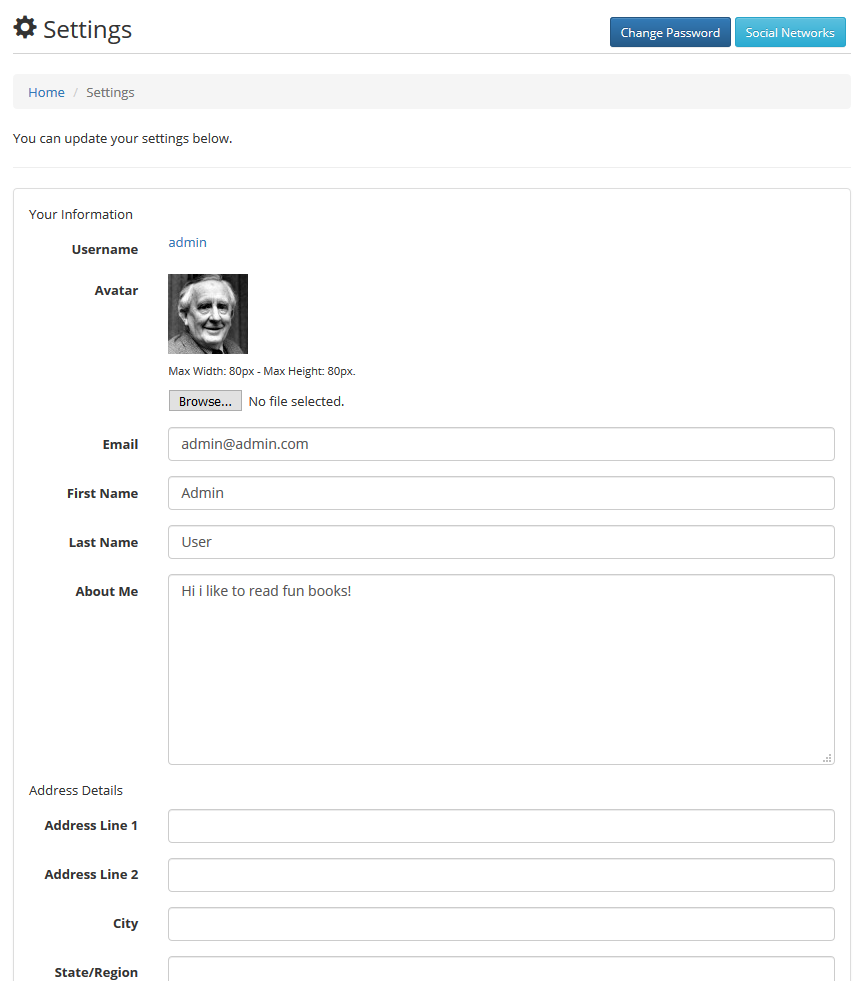 Settings
Change Password
Social Networks
Home / Settings
You can update your settings below.
Your Information
Username admin
Avatar
Max Width: 80px - Max Height: 80px.
Browse... No file selected.
Email admin@admin.com
First Name Admin
Last Name User
About Me Hi i like to read fun books!
Address Details
Address Line 1
Address Line 2
City
State/Region